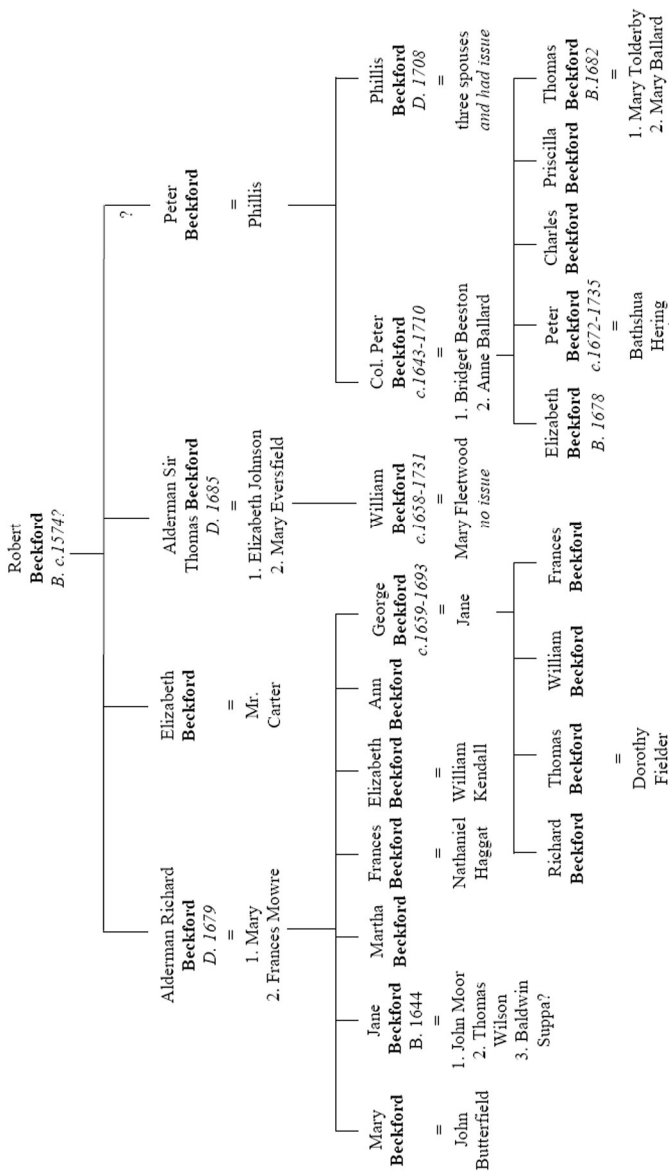 Robert
Beckford
B. c.1574?
Alderman Richard
Beckford
D. 1679
=
1. Mary
2. Frances Mowre
Elizabeth
Beckford
=
Mr.
Carter
Alderman Sir
Thomas Beckford
D. 1685
=
1. Elizabeth Johnson
2. Mary Eversfield
?
Peter
Beckford
=
Phillis
Mary
Beckford
=
John
Butterfield
Jane
Beckford
B. 1644
=
1. John Moor
2. Thomas
Wilson
3. Baldwin
Suppa?
Martha
Beckford
Frances
Beckford
=
Nathaniel
Haggat
Elizabeth
Beckford
=
William
Kendall
Ann
Beckford
George
Beckford
c.1659-1693
=
Jane
William
Beckford
c.1658-1731
=
Mary Fleetwood
no issue
Col. Peter
Beckford
c.1643-1710
=
1. Bridget Beeston
2. Anne Ballard
Phillis
Beckford
D. 1708
=
three spouses
and had issue
Richard
Beckford
Thomas
Beckford
=
Dorothy
Fielder
William
Beckford
Frances
Beckford
Elizabeth
Beckford
B. 1678
Peter
Beckford
c.1672-1735
=
Bathshua
Hering
Charles
Beckford
Priscilla
Beckford
Thomas
Beckford
B.1682
=
1. Mary Tolderby
2. Mary Ballard